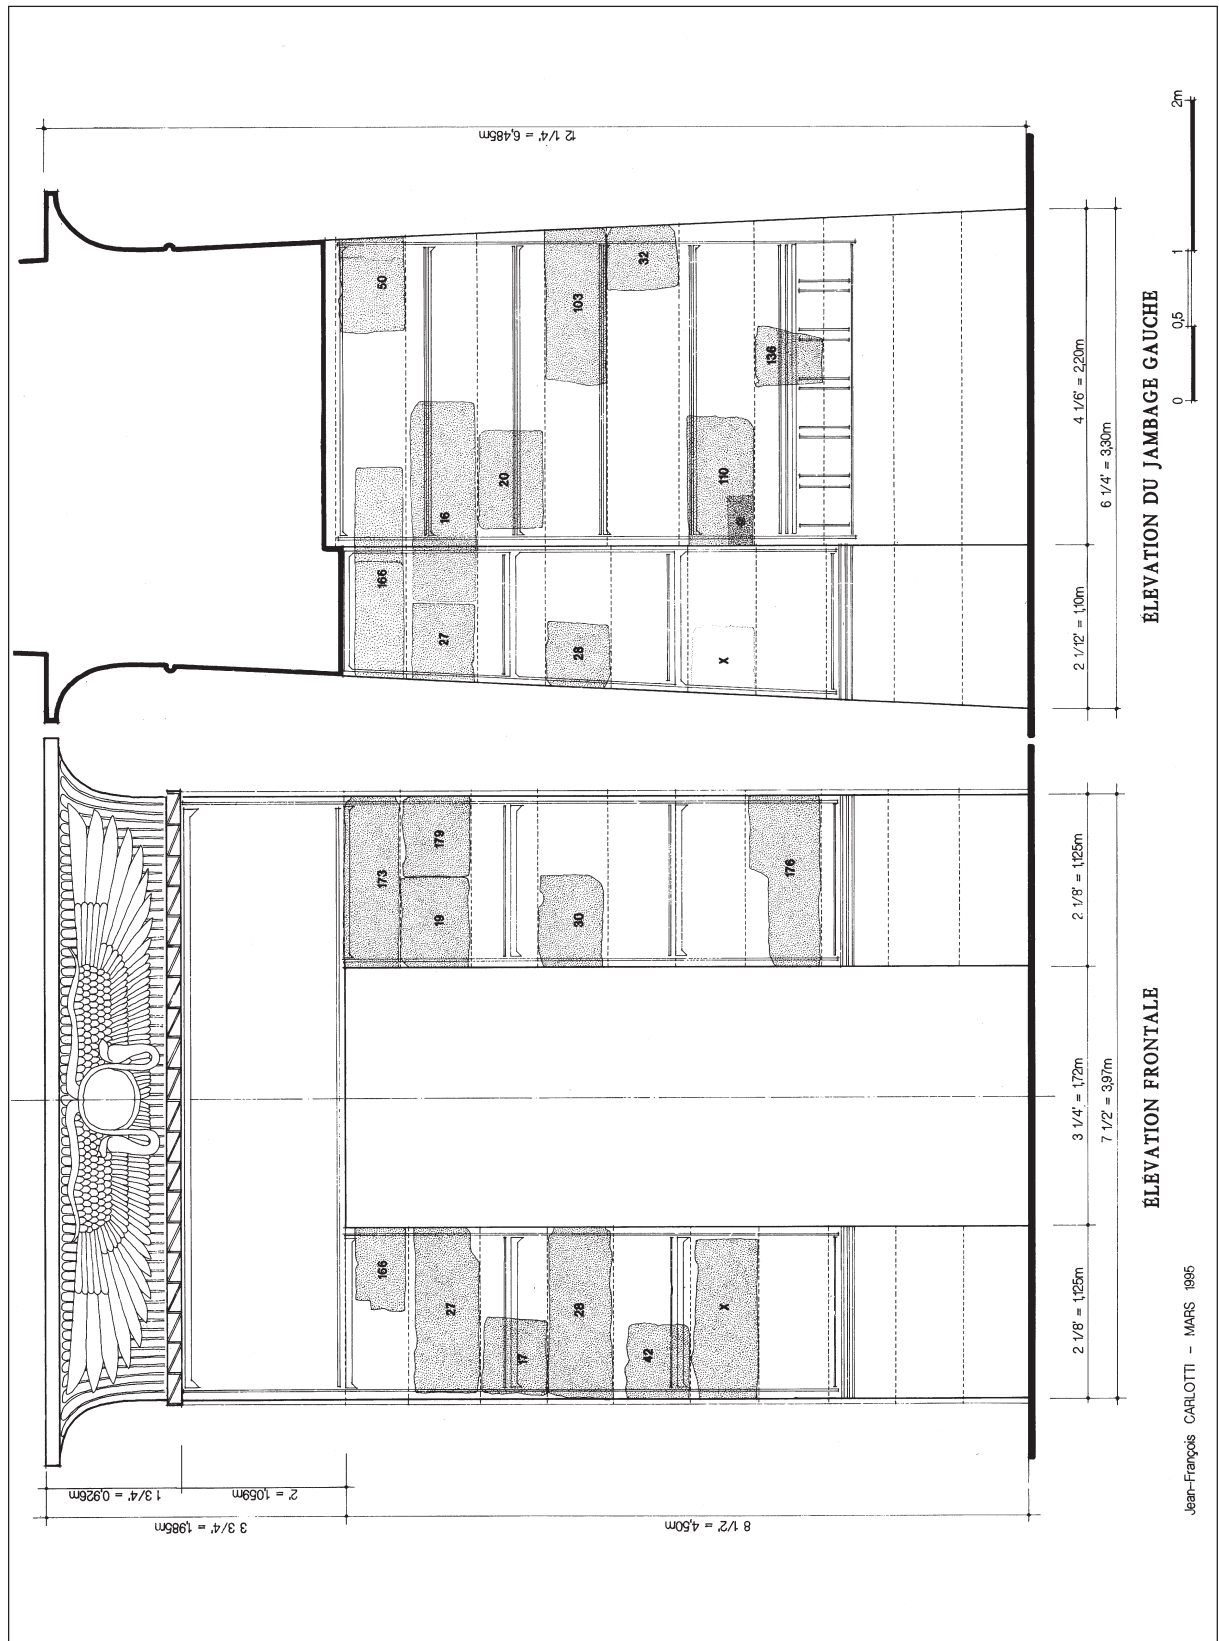 12 1/4' = 6,485m
50
103
32
136
16
20
110
166
27
28
X
4 1/6' = 2,20m
2 1/12' = 1,10m
6 1/4' = 3,30m
ÉLEVATION DU JAMBAGE GAUCHE
0
0,5
1
2m
173
179
19
30
176
166
27
17
28
42
X
1 3/4' = 0,926m
2' = 1,059m
3 3/4' = 1,985m
8 1/2' = 4,50m
2 1/8' = 1,125m
3 1/4' = 1,72m
2 1/8' = 1,125m
7 1/2' = 3,97m
ÉLÉVATION FRONTALE
Jean-François CARLOTTI - MARS 1995